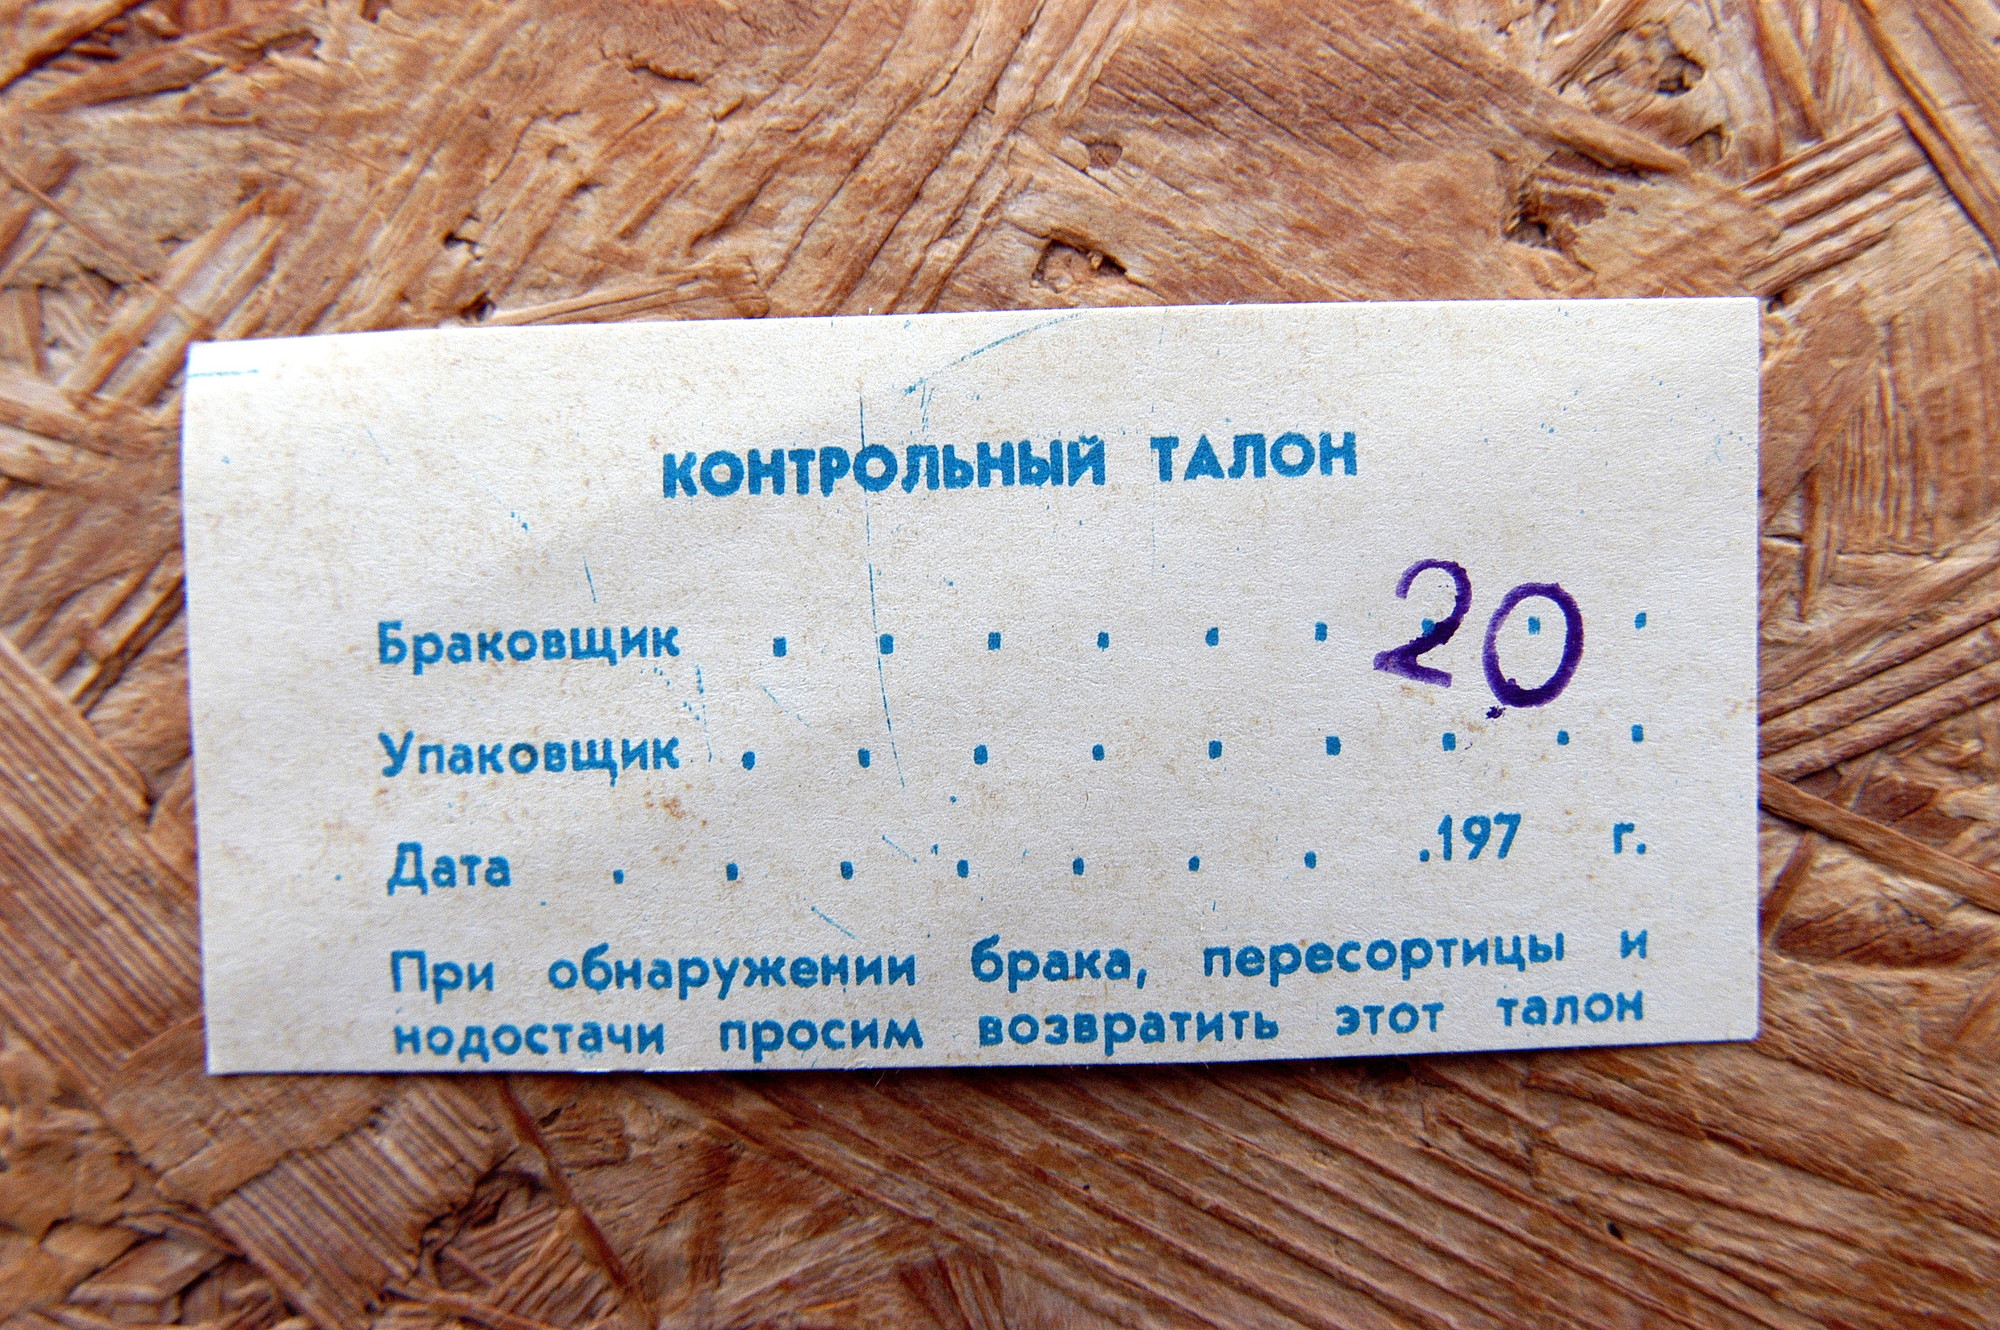 КОНТРОЛЬНЫЙ ТАЛОН
Браковщик . . . . . . 20 .
Упаковщик . . . . . . . . .
Дата . . . . . . . .197 г.
При обнаружении брака, пересортицы и
нодостачи просим возвратить этот талон